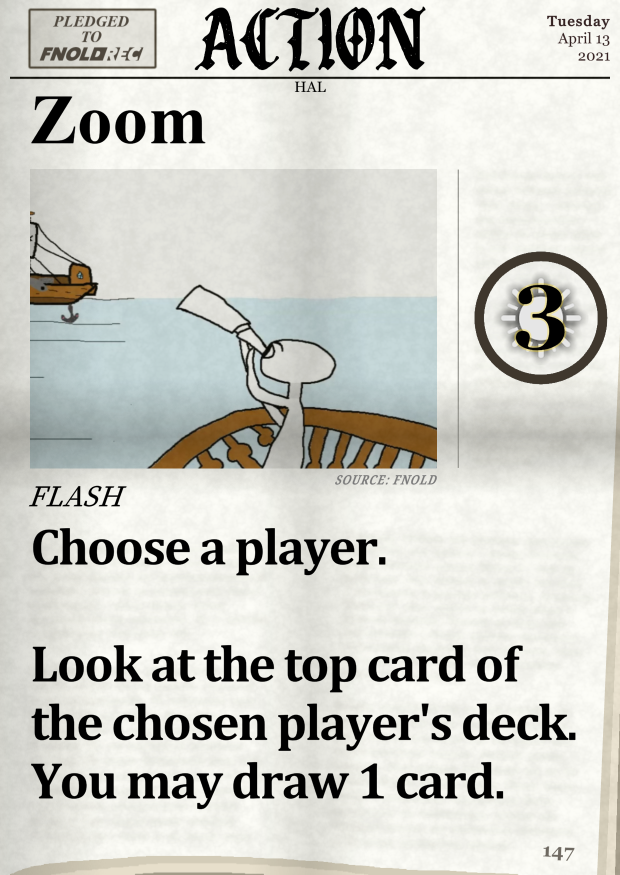 PLEDGED
TO
FNOLDREC
ACTION
Tuesday
April 13
2021
HAL
Zoom
3
SOURCE: FNOLD
FLASH
Choose a player.
Look at the top card of
the chosen player's deck.
You may draw 1 card.
147